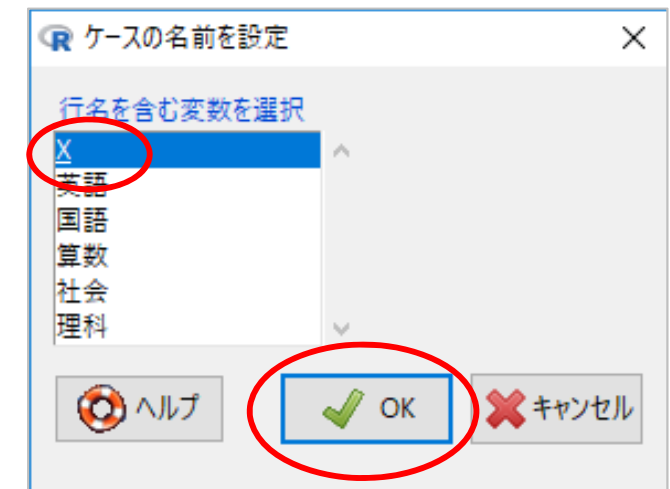 R ケースの名前を設定
行名を含む変数を選択
X
英語
国語
算数
社会
理科
ヘルプ OK キャンセル